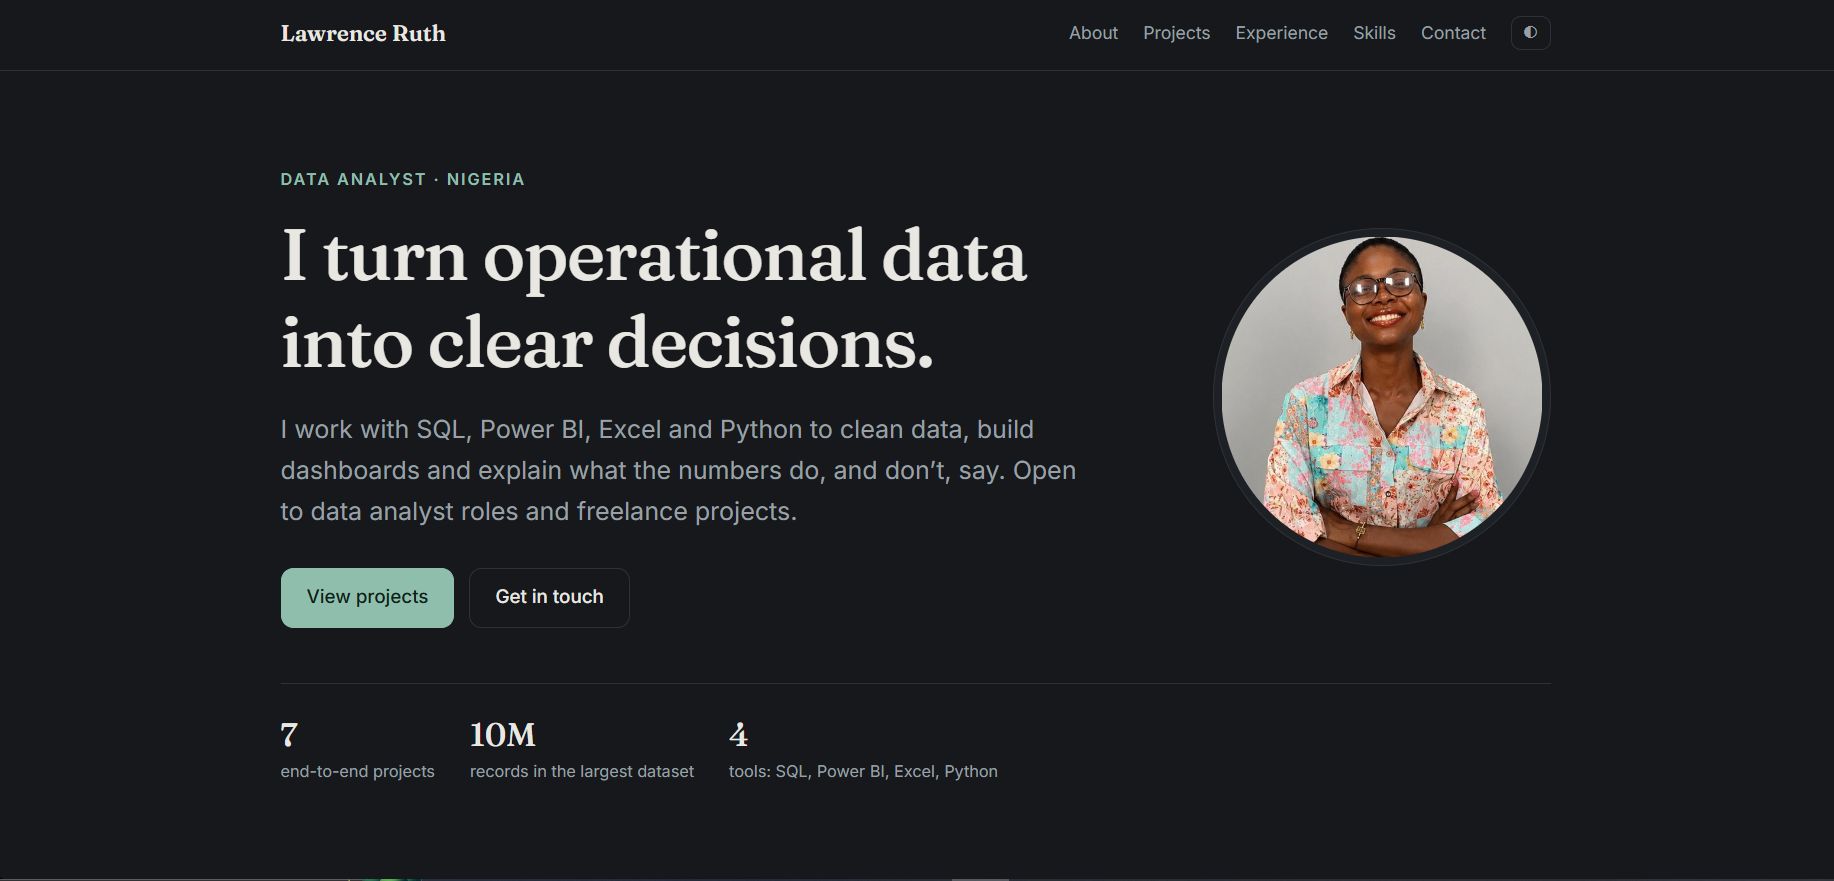 Lawrence Ruth
About Projects Experience Skills Contact
DATA ANALYST · NIGERIA
I turn operational data
into clear decisions.
I work with SQL, Power BI, Excel and Python to clean data, build
dashboards and explain what the numbers do, and don’t, say. Open
to data analyst roles and freelance projects.
View projects Get in touch
7 10M 4
end-to-end projects records in the largest dataset tools: SQL, Power BI, Excel, Python